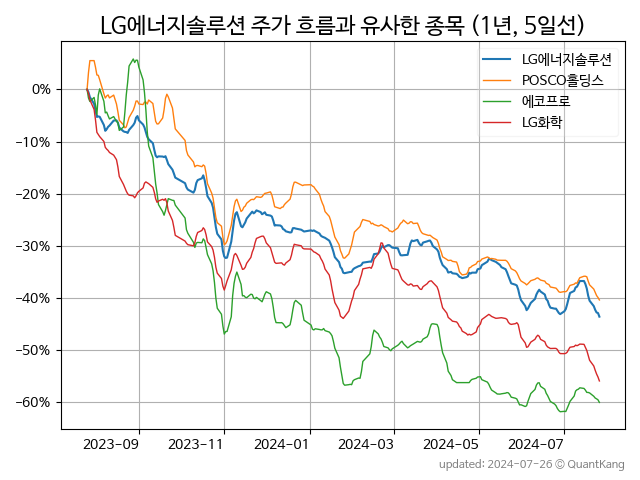 LG에너지솔루션 주가 흐름과 유사한 종목 (1년, 5일선)
LG에너지솔루션
POSCO홀딩스
에코프로
LG화학
0%
−10%
−20%
−30%
−40%
−50%
−60%
2023−09 2023−11 2024−01 2024−03 2024−05 2024−07
updated: 2024-07-26 © QuantKang